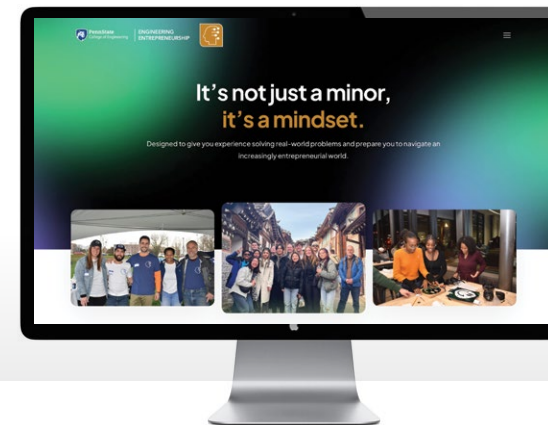 PennState
College of Engineering
ENGINEERING
ENTREPRENEURSHIP
It's not just a minor,
it's a mindset.
Designed to give you experience solving real-world problems and prepare you to navigate an
increasingly entrepreneurial world.